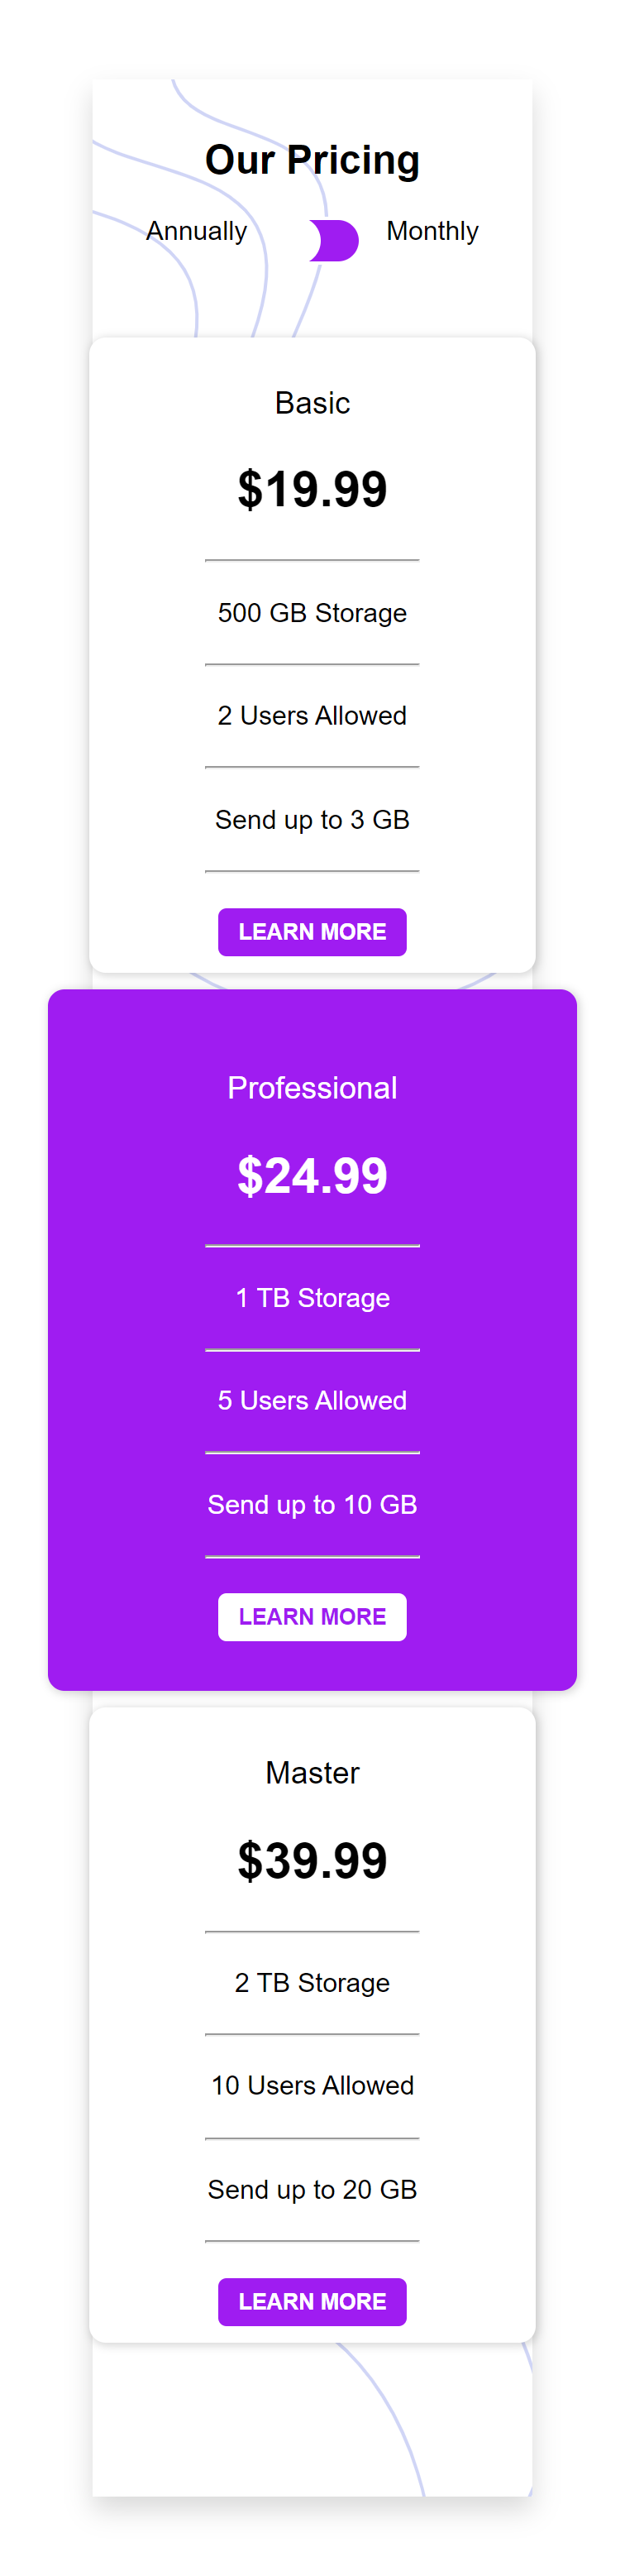 Our Pricing
Annually Monthly
Basic
$19.99
500 GB Storage
2 Users Allowed
Send up to 3 GB
LEARN MORE
Professional
$24.99
1 TB Storage
5 Users Allowed
Send up to 10 GB
LEARN MORE
Master
$39.99
2 TB Storage
10 Users Allowed
Send up to 20 GB
LEARN MORE